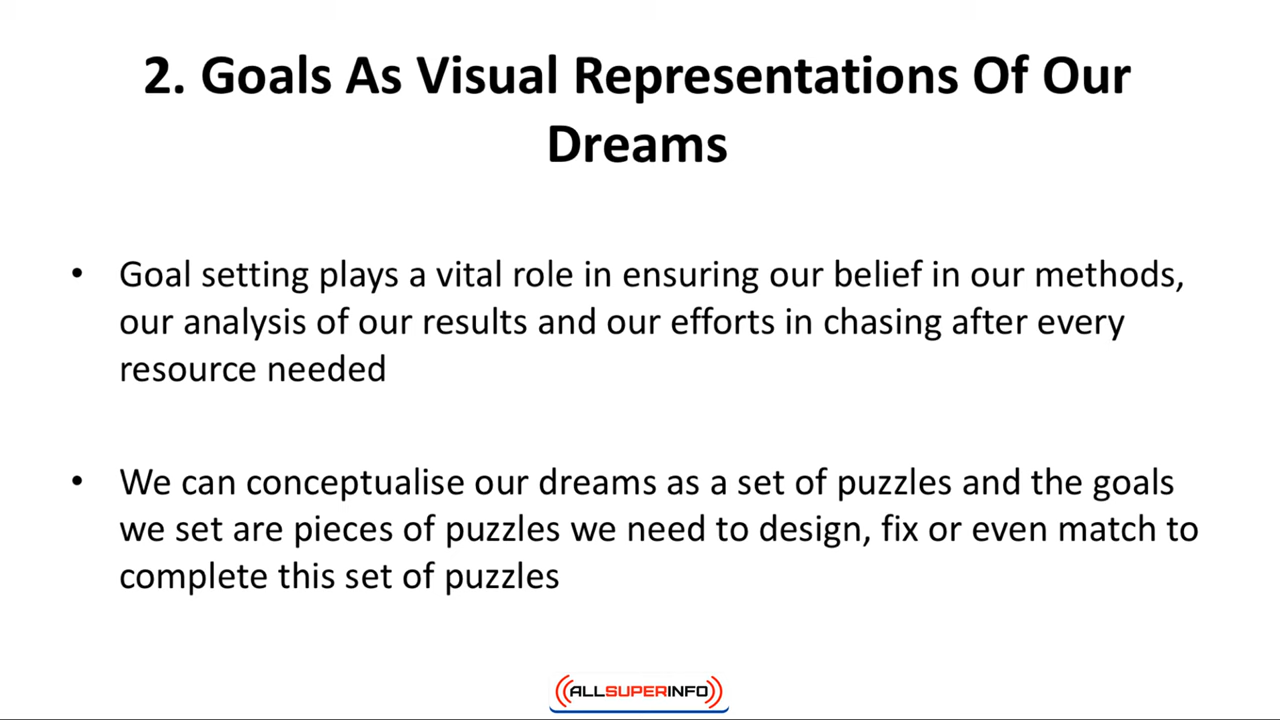 2. Goals As Visual Representations Of Our
Dreams
• Goal setting plays a vital role in ensuring our belief in our methods,
our analysis of our results and our efforts in chasing after every
resource needed
• We can conceptualise our dreams as a set of puzzles and the goals
we set are pieces of puzzles we need to design, fix or even match to
complete this set of puzzles
ALLSUPERINFO